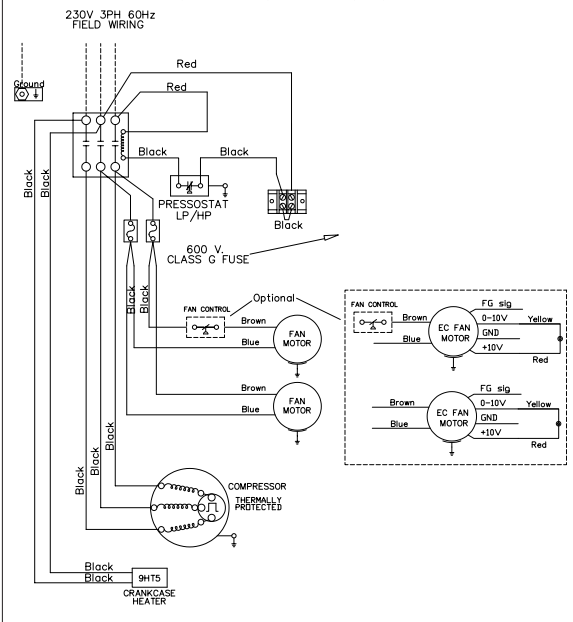 230V 3PH 60Hz
FIELD WIRING
Ground
Red
Red
Black
Black
PRESSOSTAT
LP/HP
Black
Black
Black
600 V.
CLASS G FUSE
Black
Black
FAN CONTROL
Optional
Brown
Blue
FAN
MOTOR
Brown
Blue
FAN
MOTOR
FAN CONTROL
Brown
Blue
EC FAN
MOTOR
FG sig
0-10V
Yellow
GND
+10V
Red
Brown
Blue
EC FAN
MOTOR
FG sig
0-10V
Yellow
GND
+10V
Red
Black
Black
Black
COMPRESSOR
THERMALLY
PROTECTED
Black
Black
9HT5
CRANKCASE
HEATER